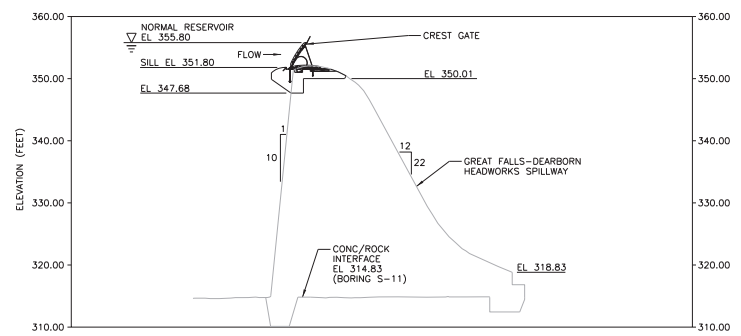 360.00
360.00
NORMAL RESERVOIR
EL 355.80
CREST GATE
FLOW
SILL EL 351.80
350.00
EL 350.01
350.00
EL 347.68
1
10
340.00
340.00
12
22
GREAT FALLS-DEARBORN
HEADWORKS SPILLWAY
ELEVATION (FEET)
330.00
330.00
CONC/ROCK
INTERFACE
EL 314.83
(BORING S-11)
320.00
EL 318.83
320.00
310.00
310.00